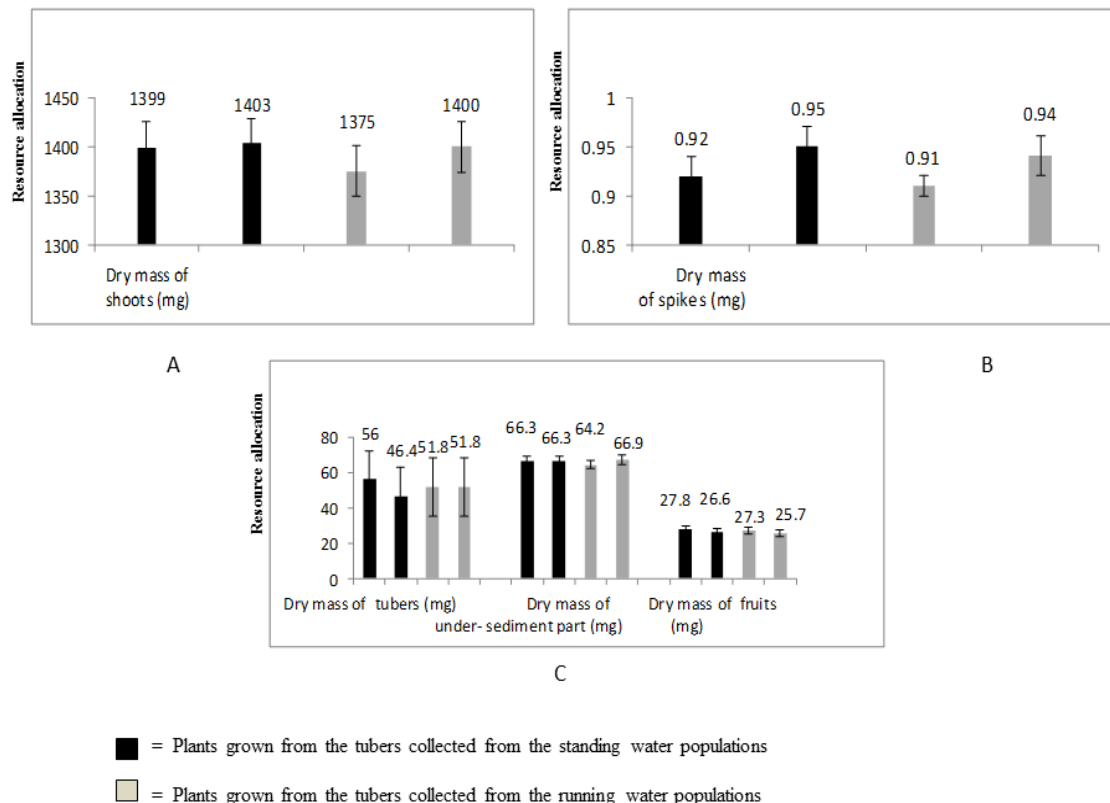 Resource allocation
1450
1400
1350
1300
1399
1403
1375
1400
Dry mass of
shoots (mg)
A
Resource allocation
1
0.95
0.9
0.85
0.92
0.95
0.91
0.94
Dry mass
of spikes (mg)
B
Resource allocation
80
60
40
20
0
56
46.4
51.8
51.8
66.3
66.3
64.2
66.9
27.8
26.6
27.3
25.7
Dry mass of tubers (mg)
Dry mass of
under- sediment part (mg)
Dry mass of fruits
(mg)
C
= Plants grown from the tubers collected from the standing water populations
= Plants grown from the tubers collected from the running water populations